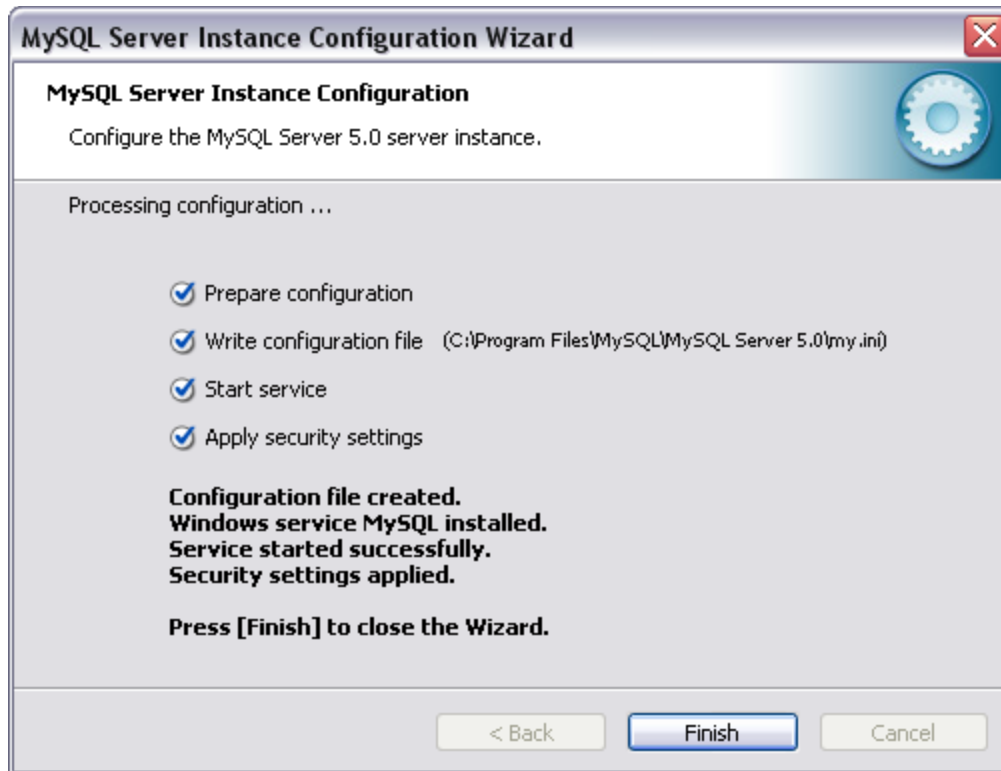 MySQL Server Instance Configuration Wizard
MySQL Server Instance Configuration
Configure the MySQL Server 5.0 server instance.
Processing configuration ...
Prepare configuration
Write configuration file (C:\Program Files\MySQL\MySQL Server 5.0\my.ini)
Start service
Apply security settings
Configuration file created.
Windows service MySQL installed.
Service started successfully.
Security settings applied.
Press [Finish] to close the Wizard.
< Back Finish Cancel